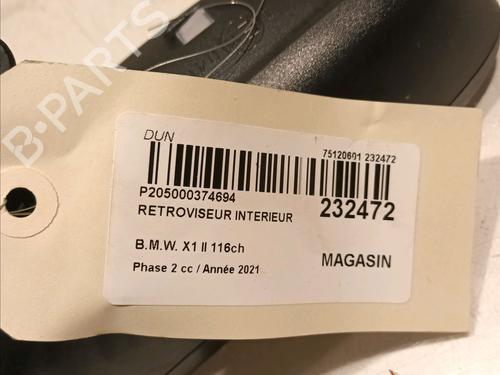 B-PARTS
DUN
75120601 232472
P205000374694
RETROVISEUR INTERIEUR
232472
B.M.W. X1 II 116ch
MAGASIN
Phase 2 cc / Année 2021